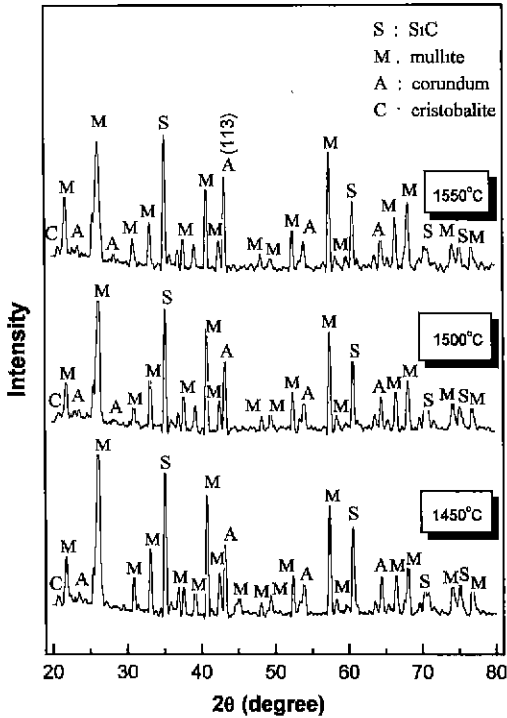 S : SiC
M . mullite
A : corundum
C · cristobalite
C M A M A M M S M M M M A (113) M M M A M M M S A M M S M S M
1550°C
C M A M A M M S M M M A M M M A M M S A M M S M S M
1500°C
C M A M M M S M M M M A M M M M A M M S A M M S M S M
1450°C
Intensity
20 30 40 50 60 70 80
2θ (degree)